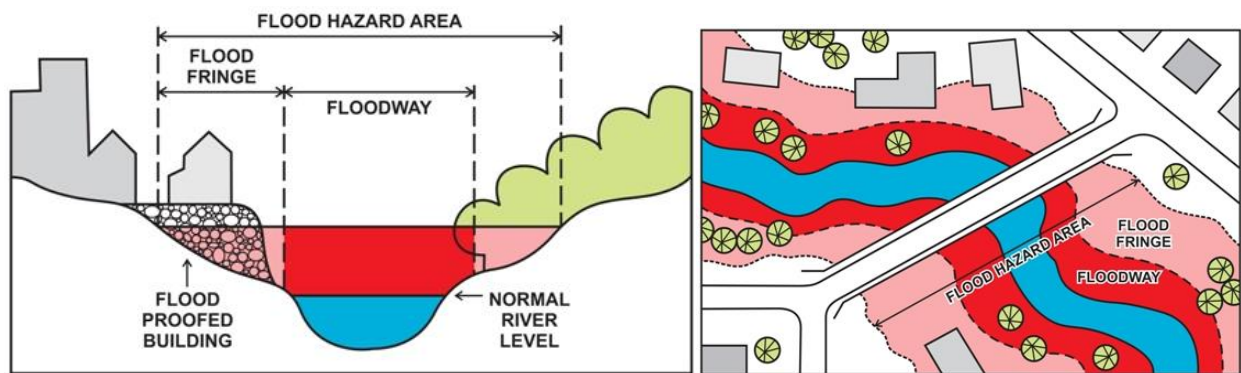 FLOOD HAZARD AREA
FLOOD
FRINGE
FLOODWAY
FLOOD
PROOFED
BUILDING
NORMAL
RIVER
LEVEL
FLOOD HAZARD AREA
FLOOD
FRINGE
FLOODWAY